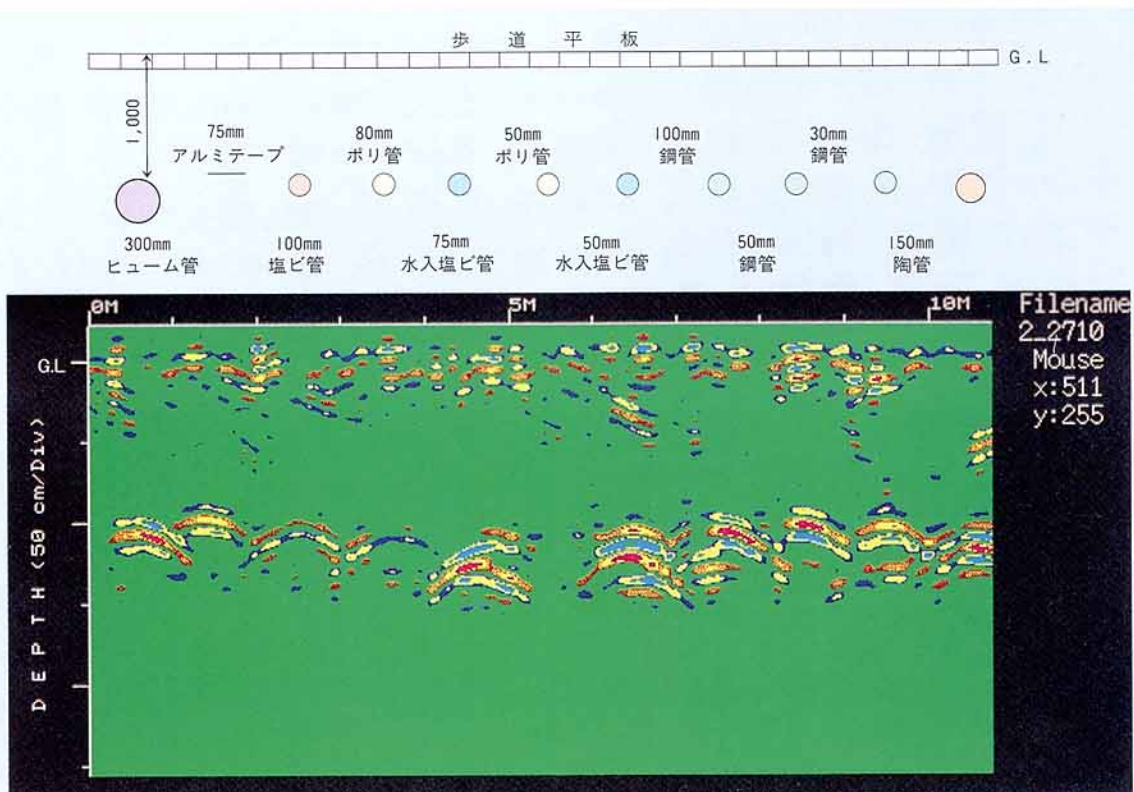 歩道平板
G.L
1,000
75mm
アルミテープ
80mm
ポリ管
50mm
ポリ管
100mm
鋼管
30mm
鋼管
300mm
ヒューム管
100mm
塩ビ管
75mm
水入塩ビ管
50mm
水入塩ビ管
50mm
鋼管
150mm
陶管
0M
5M
10M
G.L
DEPTH (50 cm/Div)
Filename
2_2710
Mouse
x:511
y:255